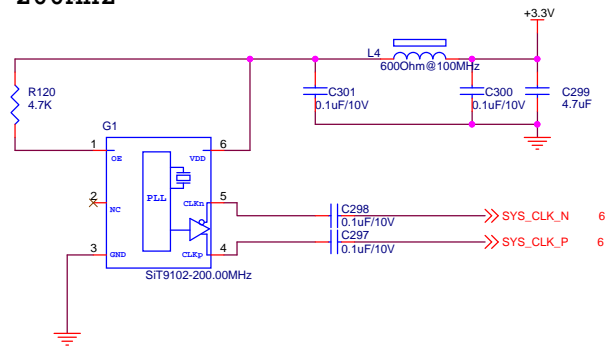 +3.3V
L4
600Ohm@100MHz
R120
4.7K
C301
0.1uF/10V
C300
0.1uF/10V
C299
4.7uF
G1
1
OE
VDD
6
PLL
2
NC
CLKn
5
C298
0.1uF/10V
SYS_CLK_N
6
C297
0.1uF/10V
SYS_CLK_P
6
3
GND
CLKp
4
SiT9102-200.00MHz